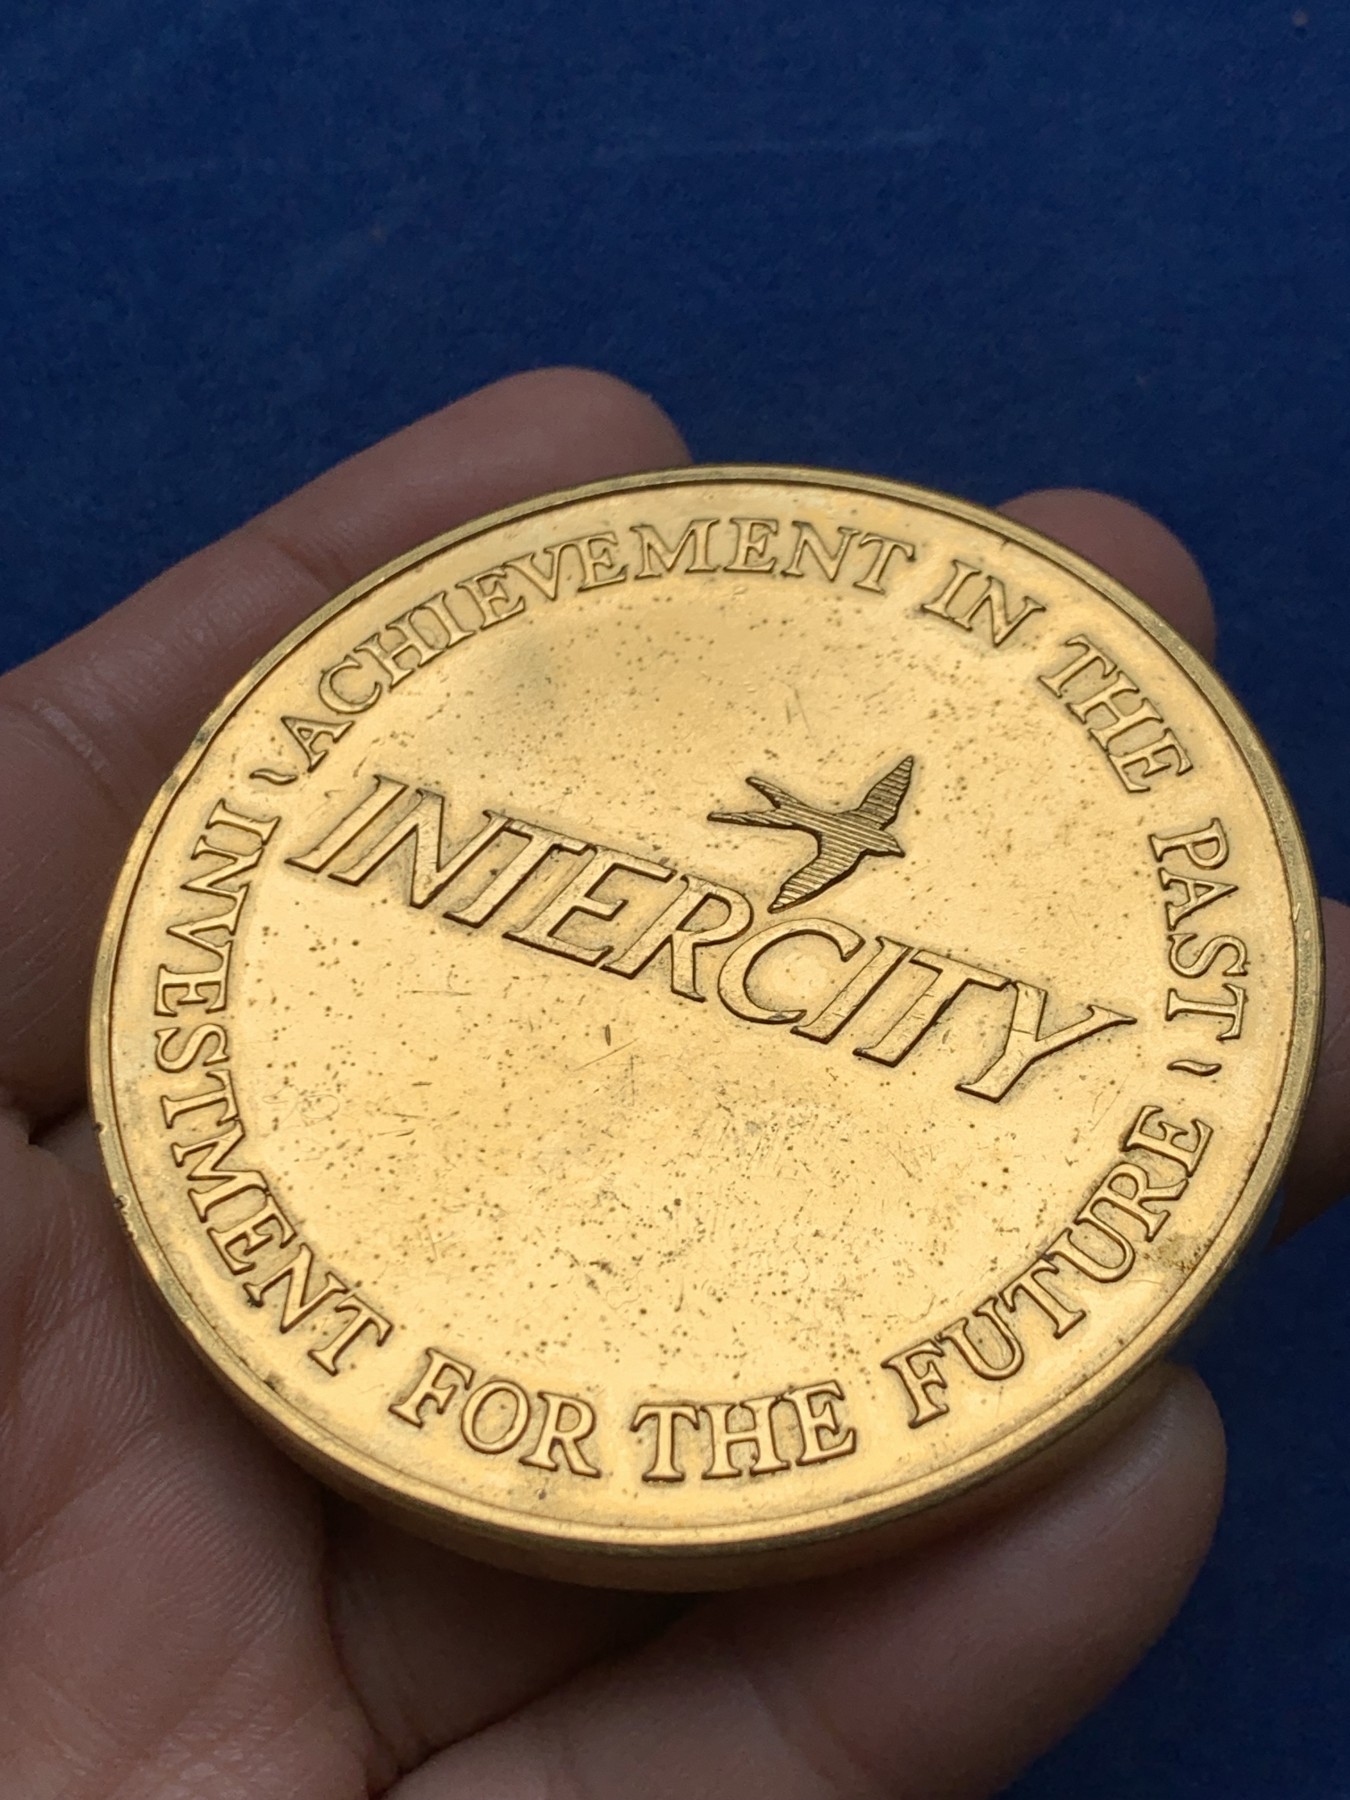 ~ ACHIEVEMENT IN THE PAST ~
INTERCITY
INVESTMENT FOR THE FUTURE